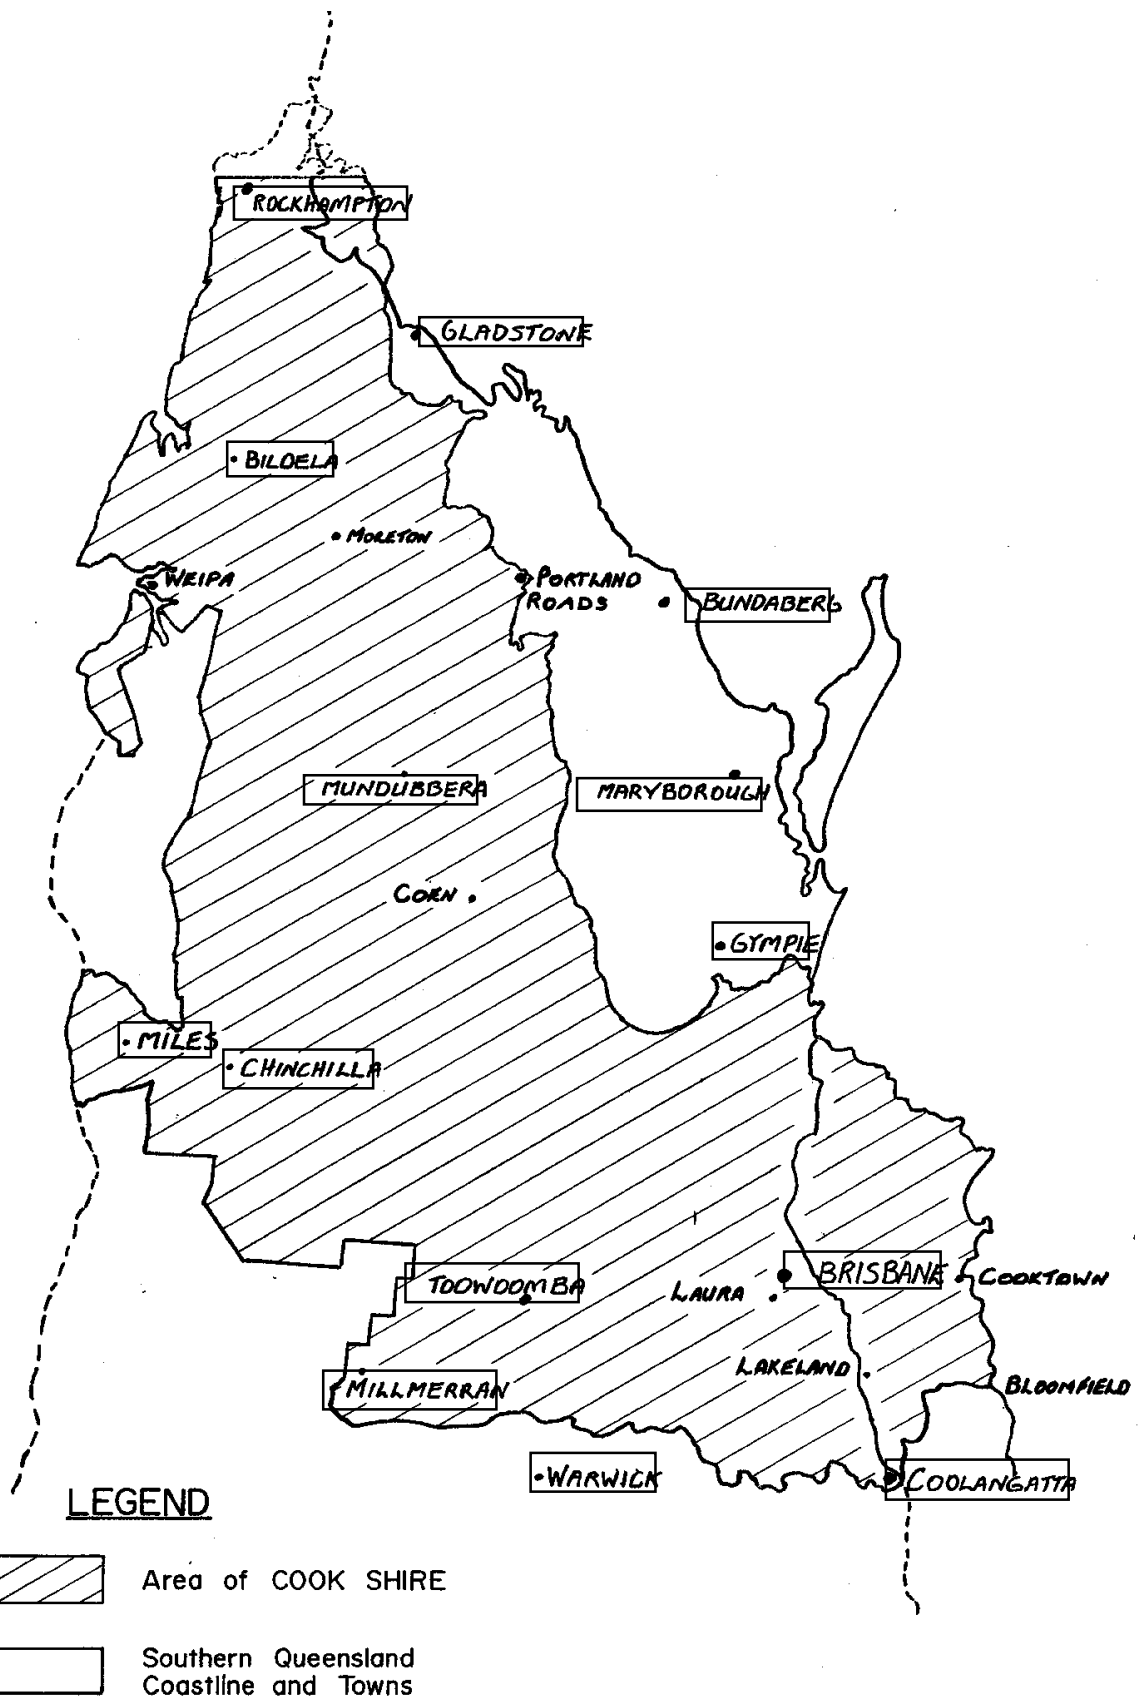 ROCKHAMPTON
GLADSTONE
BILOELA
MORETON
WEIPA
PORTLAND
ROADS
BUNDABERG
MUNDUBBERA
MARYBOROUGH
COEN
GYMPIE
MILES
CHINCHILLA
TOOWOOMBA
BRISBANE
COOKTOWN
LAURA
LAKELAND
MILLMERRAN
BLOOMFIELD
WARWICK
COOLANGATTA
LEGEND
Area of COOK SHIRE
Southern Queensland
Coastline and Towns